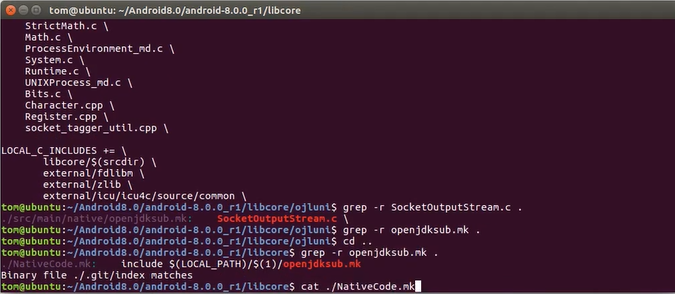 tom@ubuntu: ~/Android8.0/android-8.0.0_r1/libcore
StrictMath.c \
Math.c \
ProcessEnvironment_md.c \
System.c \
Runtime.c \
UNIXProcess_md.c \
Bits.c \
Character.cpp \
Register.cpp \
socket_tagger_util.cpp \
LOCAL_C_INCLUDES += \
libcore/$(srcdir) \
external/fdlibm \
external/zlib \
external/icu/icu4c/source/common \
tom@ubuntu:~/Android8.0/android-8.0.0_r1/libcore/ojluni$ grep -r SocketOutputStream.c .
./src/main/native/openjdksub.mk: SocketOutputStream.c \
tom@ubuntu:~/Android8.0/android-8.0.0_r1/libcore/ojluni$ grep -r openjdksub.mk .
tom@ubuntu:~/Android8.0/android-8.0.0_r1/libcore/ojluni$ cd ..
tom@ubuntu:~/Android8.0/android-8.0.0_r1/libcore$ grep -r openjdksub.mk .
./NativeCode.mk: include $(LOCAL_PATH)/$(1)/openjdksub.mk
Binary file ./.git/index matches
tom@ubuntu:~/Android8.0/android-8.0.0_r1/libcore$ cat ./NativeCode.mk